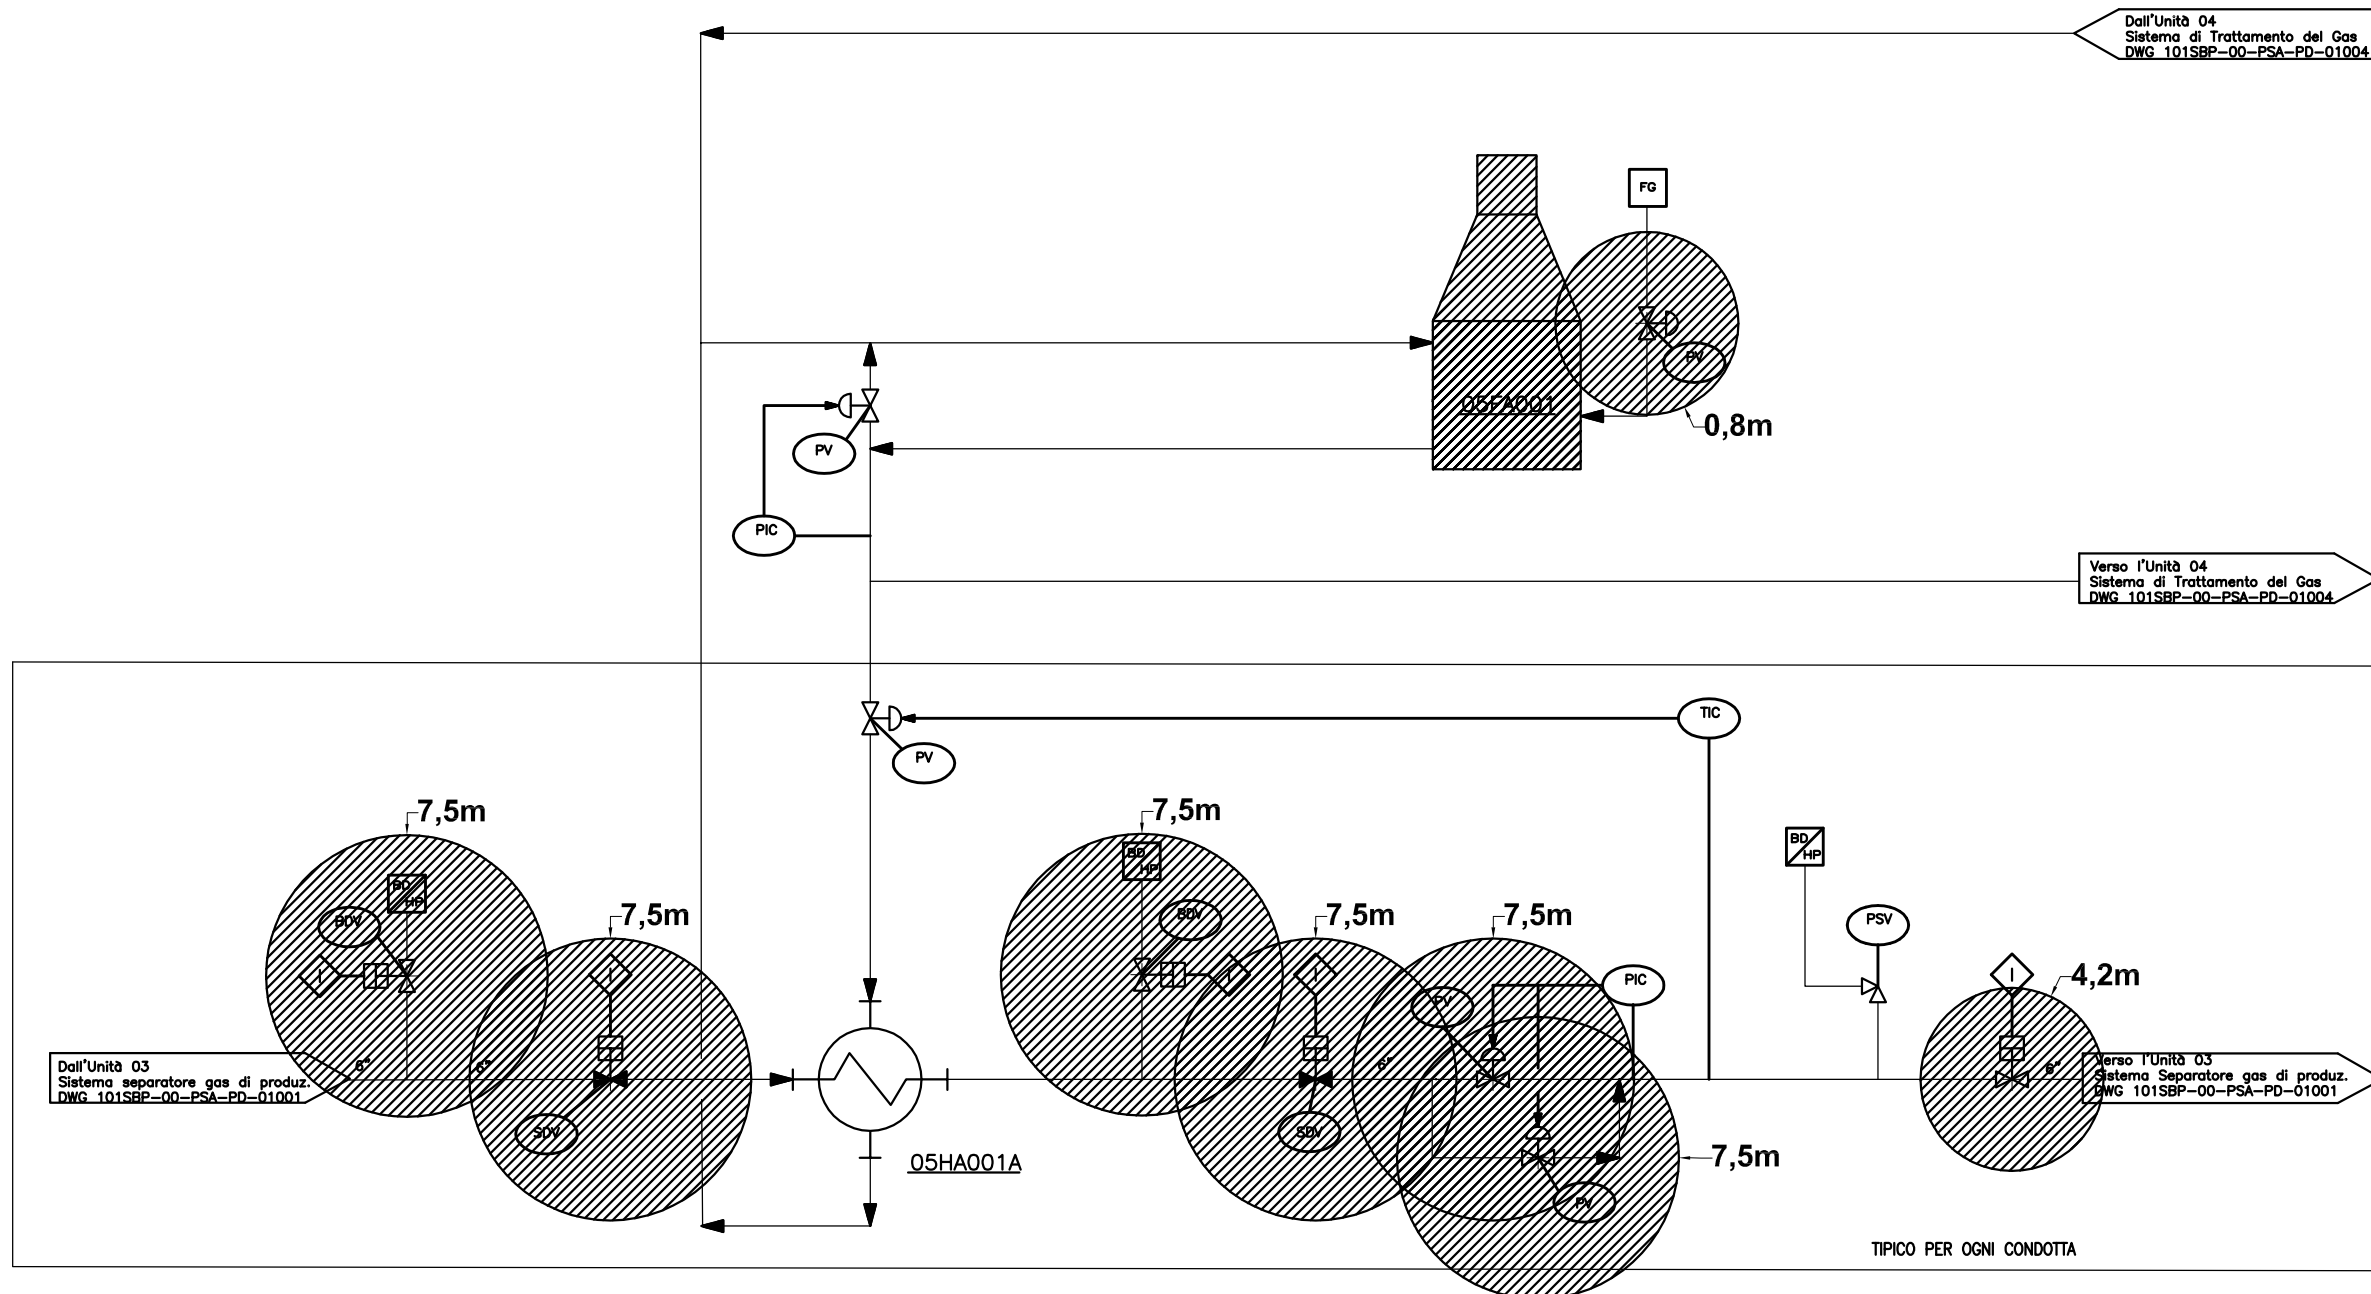 Dall'Unità 04
Sistema di Trattamento del Gas
DWG 101SBP-00-PSA-PD-01004
FG
PV
05FA001
0,8m
PV
PIC
Verso l'Unità 04
Sistema di Trattamento del Gas
DWG 101SBP-00-PSA-PD-01004
TIC
PV
7,5m
7,5m
BD
HP
BD
HP
BD
HP
BDV
7,5m
BDV
7,5m
7,5m
PSV
I
I
I
I
PIC
I
4,2m
PV
Dall'Unità 03
Sistema separatore gas di produz.
DWG 101SBP-00-PSA-PD-01001
6"
6"
6"
6"
Verso l'Unità 03
Sistema Separatore gas di produz.
DWG 101SBP-00-PSA-PD-01001
SDV
SDV
05HA001A
7,5m
PV
TIPICO PER OGNI CONDOTTA